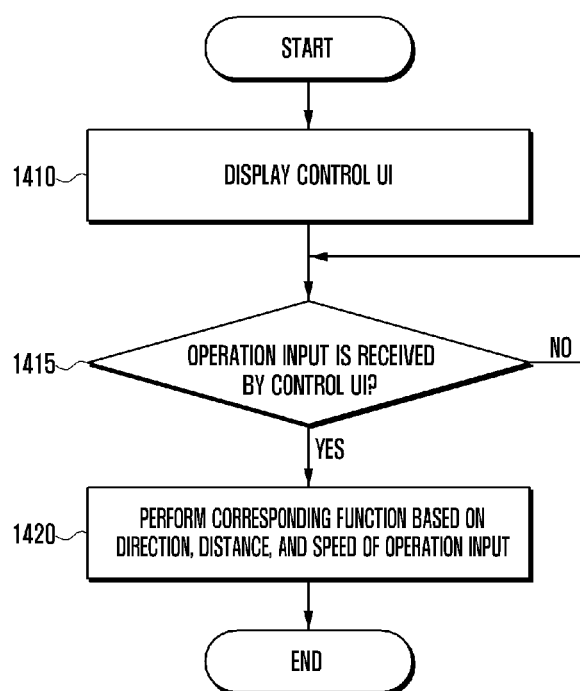 START
1410
DISPLAY CONTROL UI
1415
OPERATION INPUT IS RECEIVED
BY CONTROL UI?
NO
YES
1420
PERFORM CORRESPONDING FUNCTION BASED ON
DIRECTION, DISTANCE, AND SPEED OF OPERATION INPUT
END